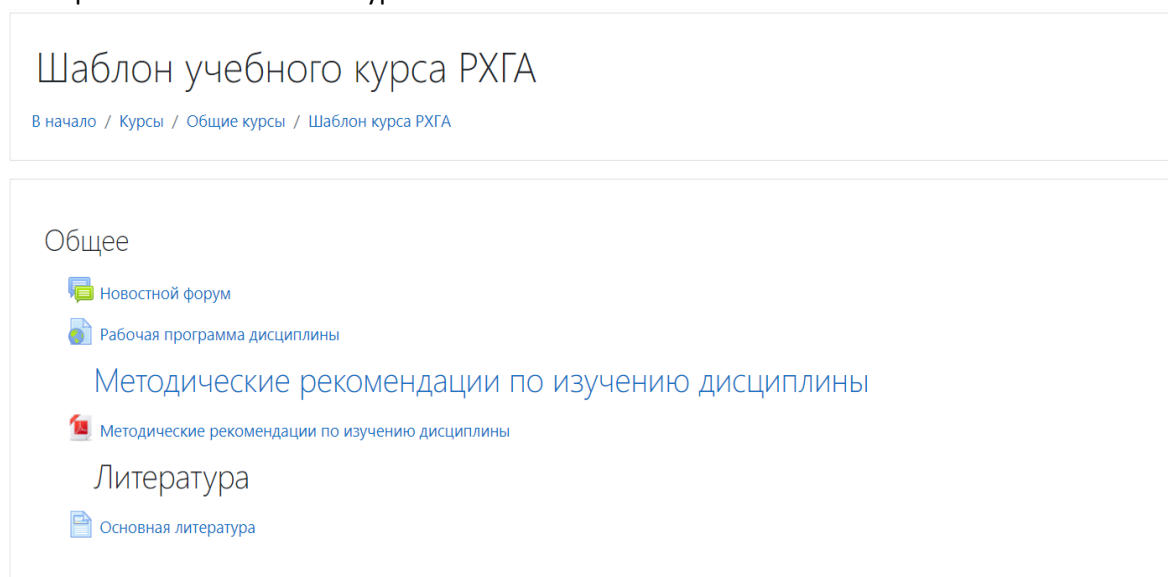 Шаблон учебного курса РХГА
В начало / Курсы / Общие курсы / Шаблон курса РХГА
Общее
Новостной форум
Рабочая программа дисциплины
Методические рекомендации по изучению дисциплины
Методические рекомендации по изучению дисциплины
Литература
Основная литература